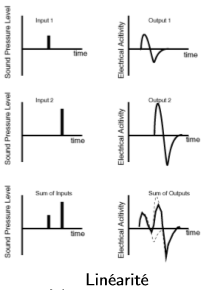 Input 1
Output 1
Sound Pressure Level
time
Electrical Acitivity
time
Input 2
Output 2
Sound Pressure Level
time
Electrical Activity
time
Sum of Inputs
Sum of Outputs
Sound Pressure Level
time
Electrical Activity
time
Linéarité